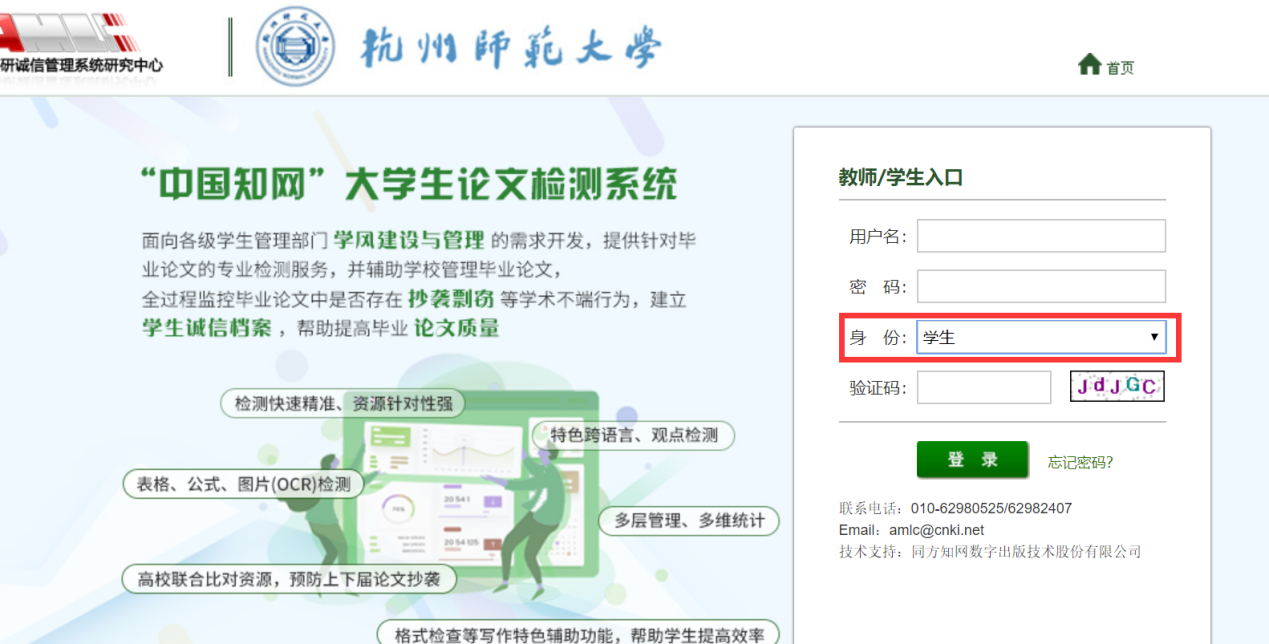 研诚信管理系统研究中心
杭州師範大學
首页
“中国知网”大学生论文检测系统
面向各级学生管理部门 学风建设与管理 的需求开发，提供针对毕
业论文的专业检测服务，并辅助学校管理毕业论文，
全过程监控毕业论文中是否存在 抄袭剽窃 等学术不端行为，建立
学生诚信档案 ，帮助提高毕业 论文质量
检测快速精准、资源针对性强
特色跨语言、观点检测
表格、公式、图片(OCR)检测
多层管理、多维统计
高校联合比对资源，预防上下届论文抄袭
格式检查等写作特色辅助功能，帮助学生提高效率
教师/学生入口
用户名：
密 码：
身 份： 学生
验证码： JdJGC
登 录 忘记密码?
联系电话：010-62980525/62982407
Email：amlc@cnki.net
技术支持：同方知网数字出版技术股份有限公司